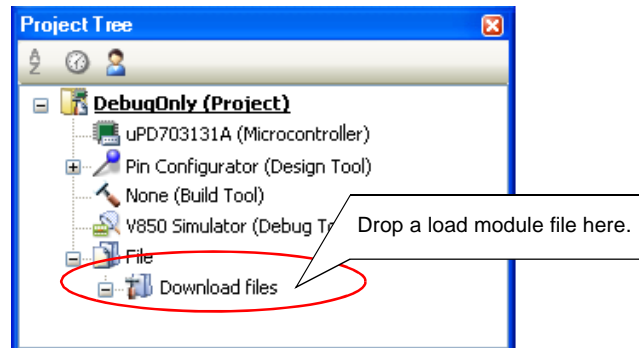 Project Tree
DebugOnly (Project)
uPD703131A (Microcontroller)
Pin Configurator (Design Tool)
None (Build Tool)
V850 Simulator (Debug To
Drop a load module file here.
File
Download files